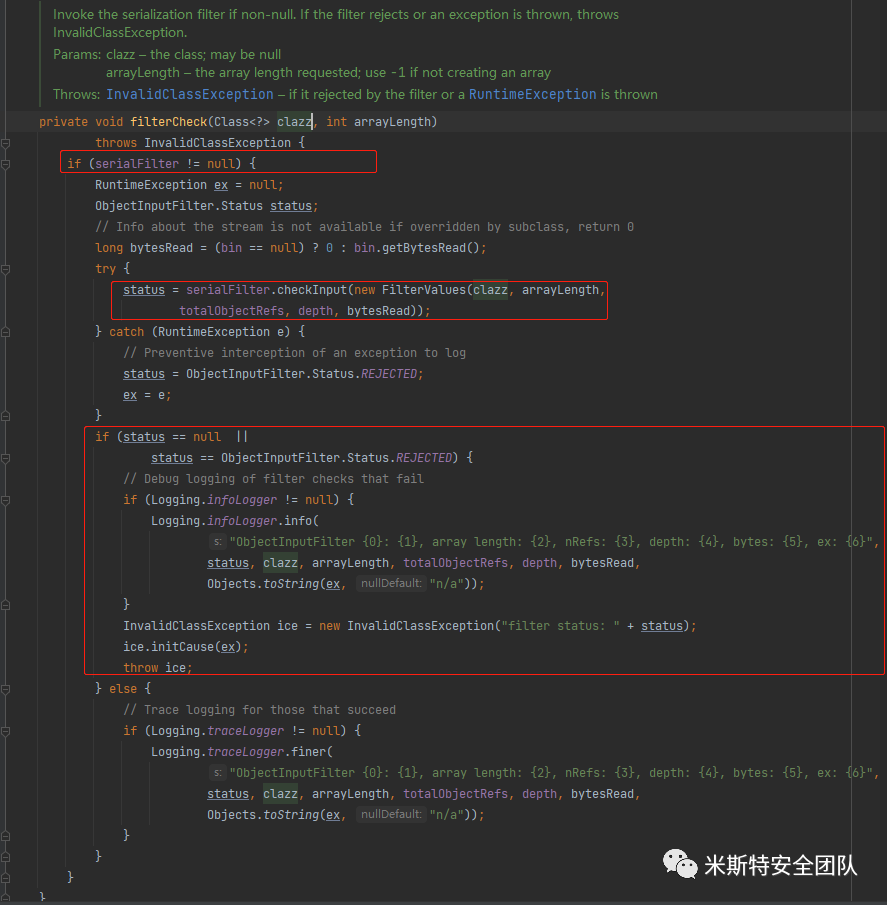 Invoke the serialization filter if non-null. If the filter rejects or an exception is thrown, throws
InvalidClassException.
Params: clazz – the class; may be null
arrayLength – the array length requested; use -1 if not creating an array
Throws: InvalidClassException – if it rejected by the filter or a RuntimeException is thrown
private void filterCheck(Class<?> clazz, int arrayLength)
throws InvalidClassException {
if (serialFilter != null) {
RuntimeException ex = null;
ObjectInputFilter.Status status;
// Info about the stream is not available if overridden by subclass, return 0
long bytesRead = (bin == null) ? 0 : bin.getBytesRead();
try {
status = serialFilter.checkInput(new FilterValues(clazz, arrayLength,
totalObjectRefs, depth, bytesRead));
} catch (RuntimeException e) {
// Preventive interception of an exception to log
status = ObjectInputFilter.Status.REJECTED;
ex = e;
}
if (status == null ||
status == ObjectInputFilter.Status.REJECTED) {
// Debug logging of filter checks that fail
if (Logging.infoLogger != null) {
Logging.infoLogger.info(
s: "ObjectInputFilter {0}: {1}, array length: {2}, nRefs: {3}, depth: {4}, bytes: {5}, ex: {6}",
status, clazz, arrayLength, totalObjectRefs, depth, bytesRead,
Objects.toString(ex, nullDefault: "n/a"));
}
InvalidClassException ice = new InvalidClassException("filter status: " + status);
ice.initCause(ex);
throw ice;
} else {
// Trace logging for those that succeed
if (Logging.traceLogger != null) {
Logging.traceLogger.finer(
s: "ObjectInputFilter {0}: {1}, array length: {2}, nRefs: {3}, depth: {4}, bytes: {5}, ex: {6}",
status, clazz, arrayLength, totalObjectRefs, depth, bytesRead,
Objects.toString(ex, nullDefault: "n/a"));
}
}
}
}
米斯特安全团队